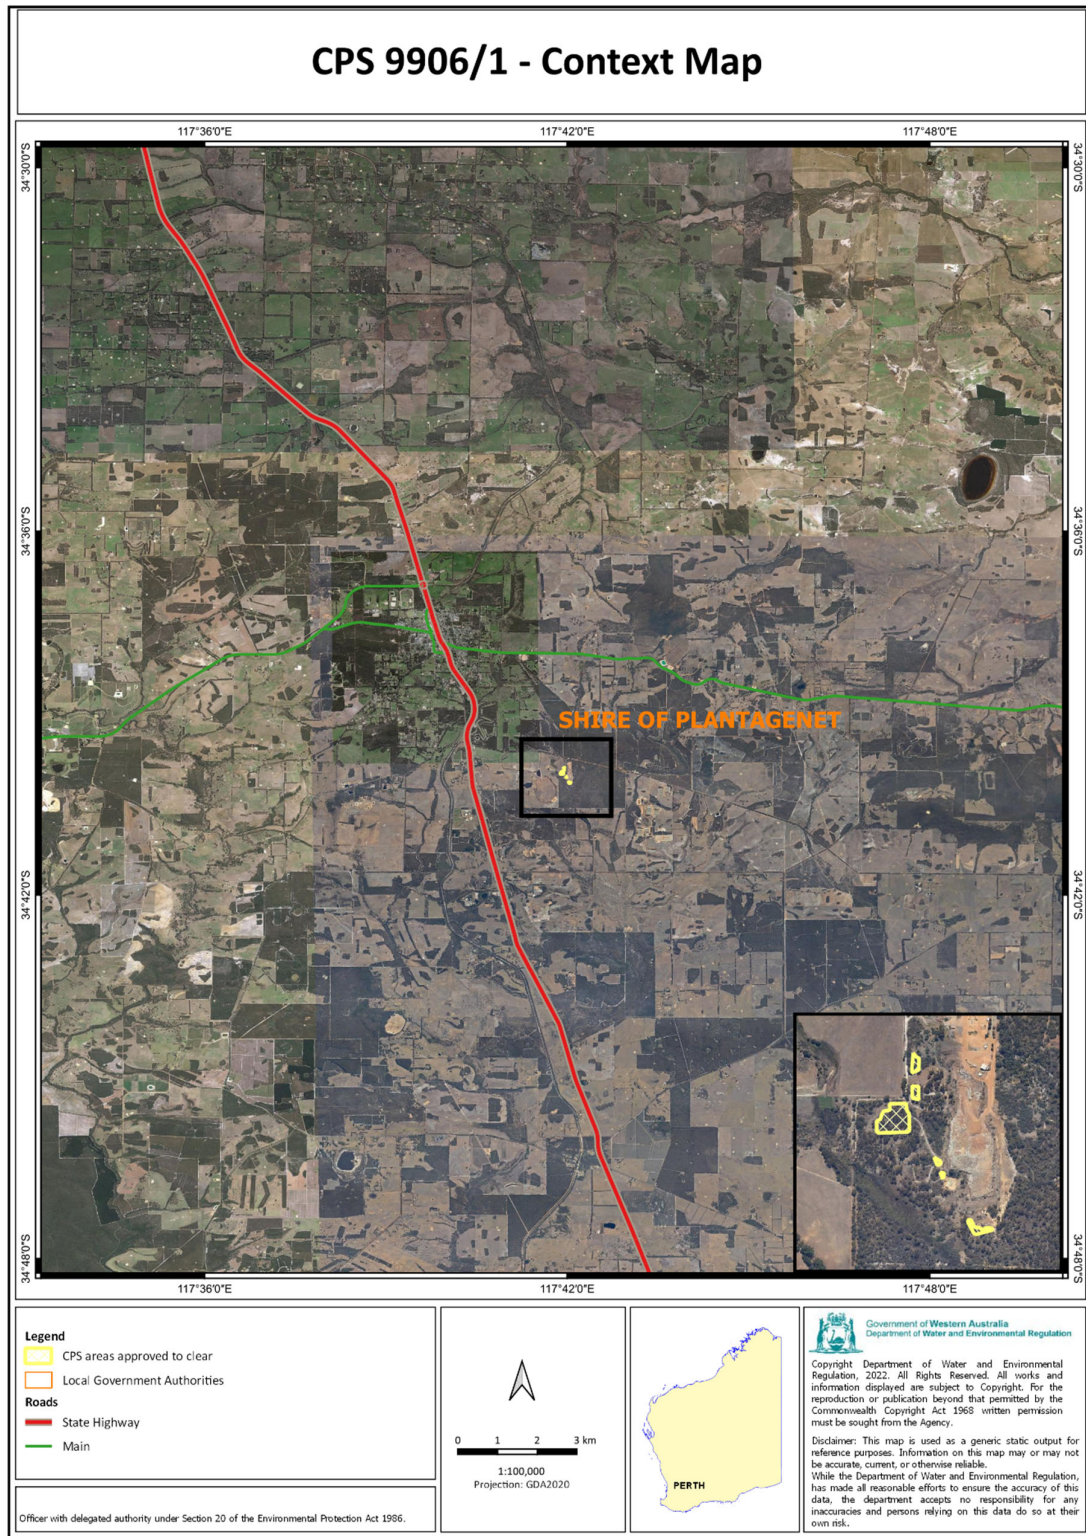 CPS 9906/1 - Context Map
117°36'0"E
117°42'0"E
117°48'0"E
34°30'0"S
34°30'0"S
34°36'0"S
34°36'0"S
SHIRE OF PLANTAGENET
34°42'0"S
34°42'0"S
34°48'0"S
34°48'0"S
117°36'0"E
117°42'0"E
117°48'0"E
Legend
CPS areas approved to clear
Local Government Authorities
Roads
State Highway
Main
Officer with delegated authority under Section 20 of the Environmental Protection Act 1986.
0 1 2 3 km
1:100,000
Projection: GDA2020
PERTH
Government of Western Australia
Department of Water and Environmental Regulation
Copyright Department of Water and Environmental
Regulation, 2022. All Rights Reserved. All works and
information displayed are subject to Copyright. For the
reproduction or publication beyond that permitted by the
Commonwealth Copyright Act 1968 written permission
must be sought from the Agency.
Disclaimer: This map is used as a generic static output for
reference purposes. Information on this map may or may not
be accurate, current, or otherwise reliable.
While the Department of Water and Environmental Regulation,
has made all reasonable efforts to ensure the accuracy of this
data, the department accepts no responsibility for any
inaccuracies and persons relying on this data do so at their
own risk.